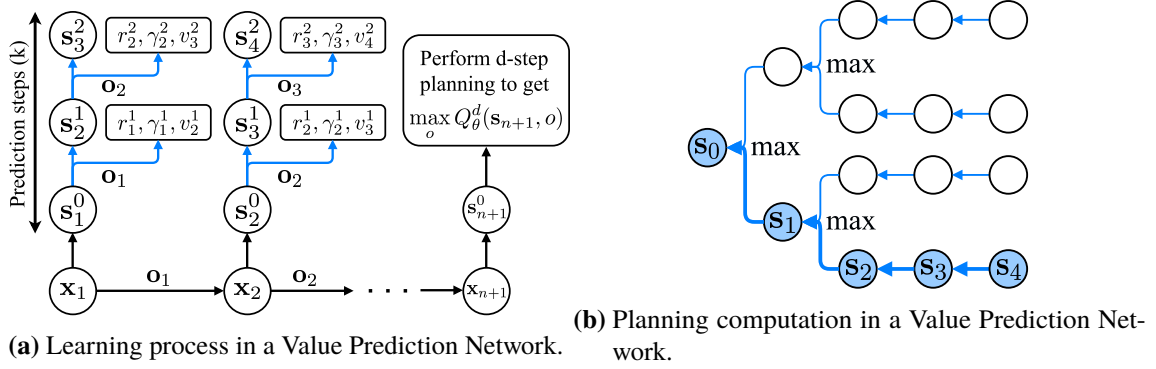 Prediction steps (k)
s_3^2
r_2^2, γ_2^2, v_3^2
s_4^2
r_3^2, γ_3^2, v_4^2
o_2
o_3
s_2^1
r_1^1, γ_1^1, v_2^1
s_3^1
r_2^1, γ_2^1, v_3^1
o_1
o_2
s_1^0
s_2^0
s_{n+1}^0
x_1
o_1
x_2
o_2
· · ·
x_{n+1}
Perform d-step
planning to get
max_o Q_θ^d(s_{n+1}, o)
(a) Learning process in a Value Prediction Network.
max
s_0
max
s_1
max
s_2
s_3
s_4
(b) Planning computation in a Value Prediction Net-
work.